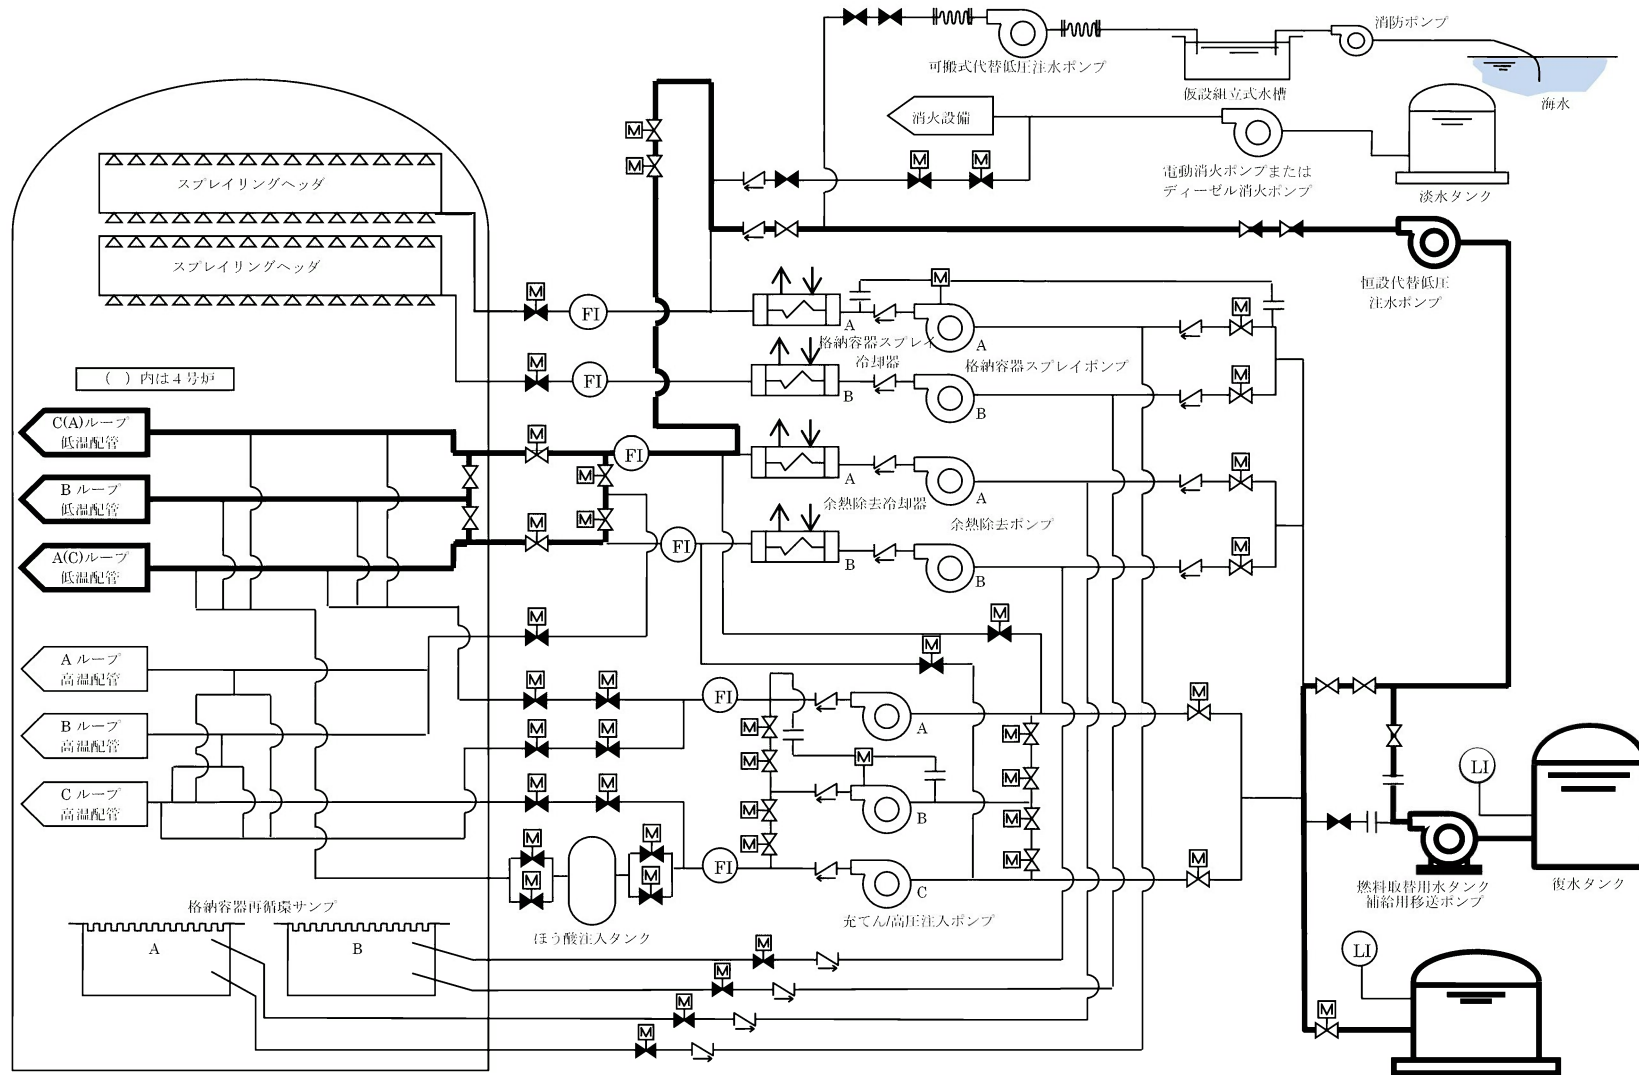 消防ポンプ
可搬式代替低圧注水ポンプ
仮設組立式水槽
海水
消火設備
電動消火ポンプまたは
ディーゼル消火ポンプ
淡水タンク
M
M
M
M
スプレイリングヘッダ
スプレイリングヘッダ
恒設代替低圧
注水ポンプ
M
FI
M
A
格納容器スプレイ
冷却器
A
格納容器スプレイポンプ
M
M
FI
B
B
M
( )内は4号炉
C(A)ループ
低温配管
M
FI
M
A
A
M
余熱除去冷却器
余熱除去ポンプ
Bループ
低温配管
M
M
FI
B
B
M
A(C)ループ
低温配管
M
M
M
Aループ
高温配管
M
M
FI
A
M
M
M
Bループ
高温配管
M
M
M
M
M
LI
Cループ
高温配管
M
M
M
B
M
M
M
M
M
M
M
FI
C
M
M
燃料取替用水タンク
補給用移送ポンプ
復水タンク
格納容器再循環サンプ
ほう酸注入タンク
充てん/高圧注入ポンプ
A
B
M
M
M
M
LI
M